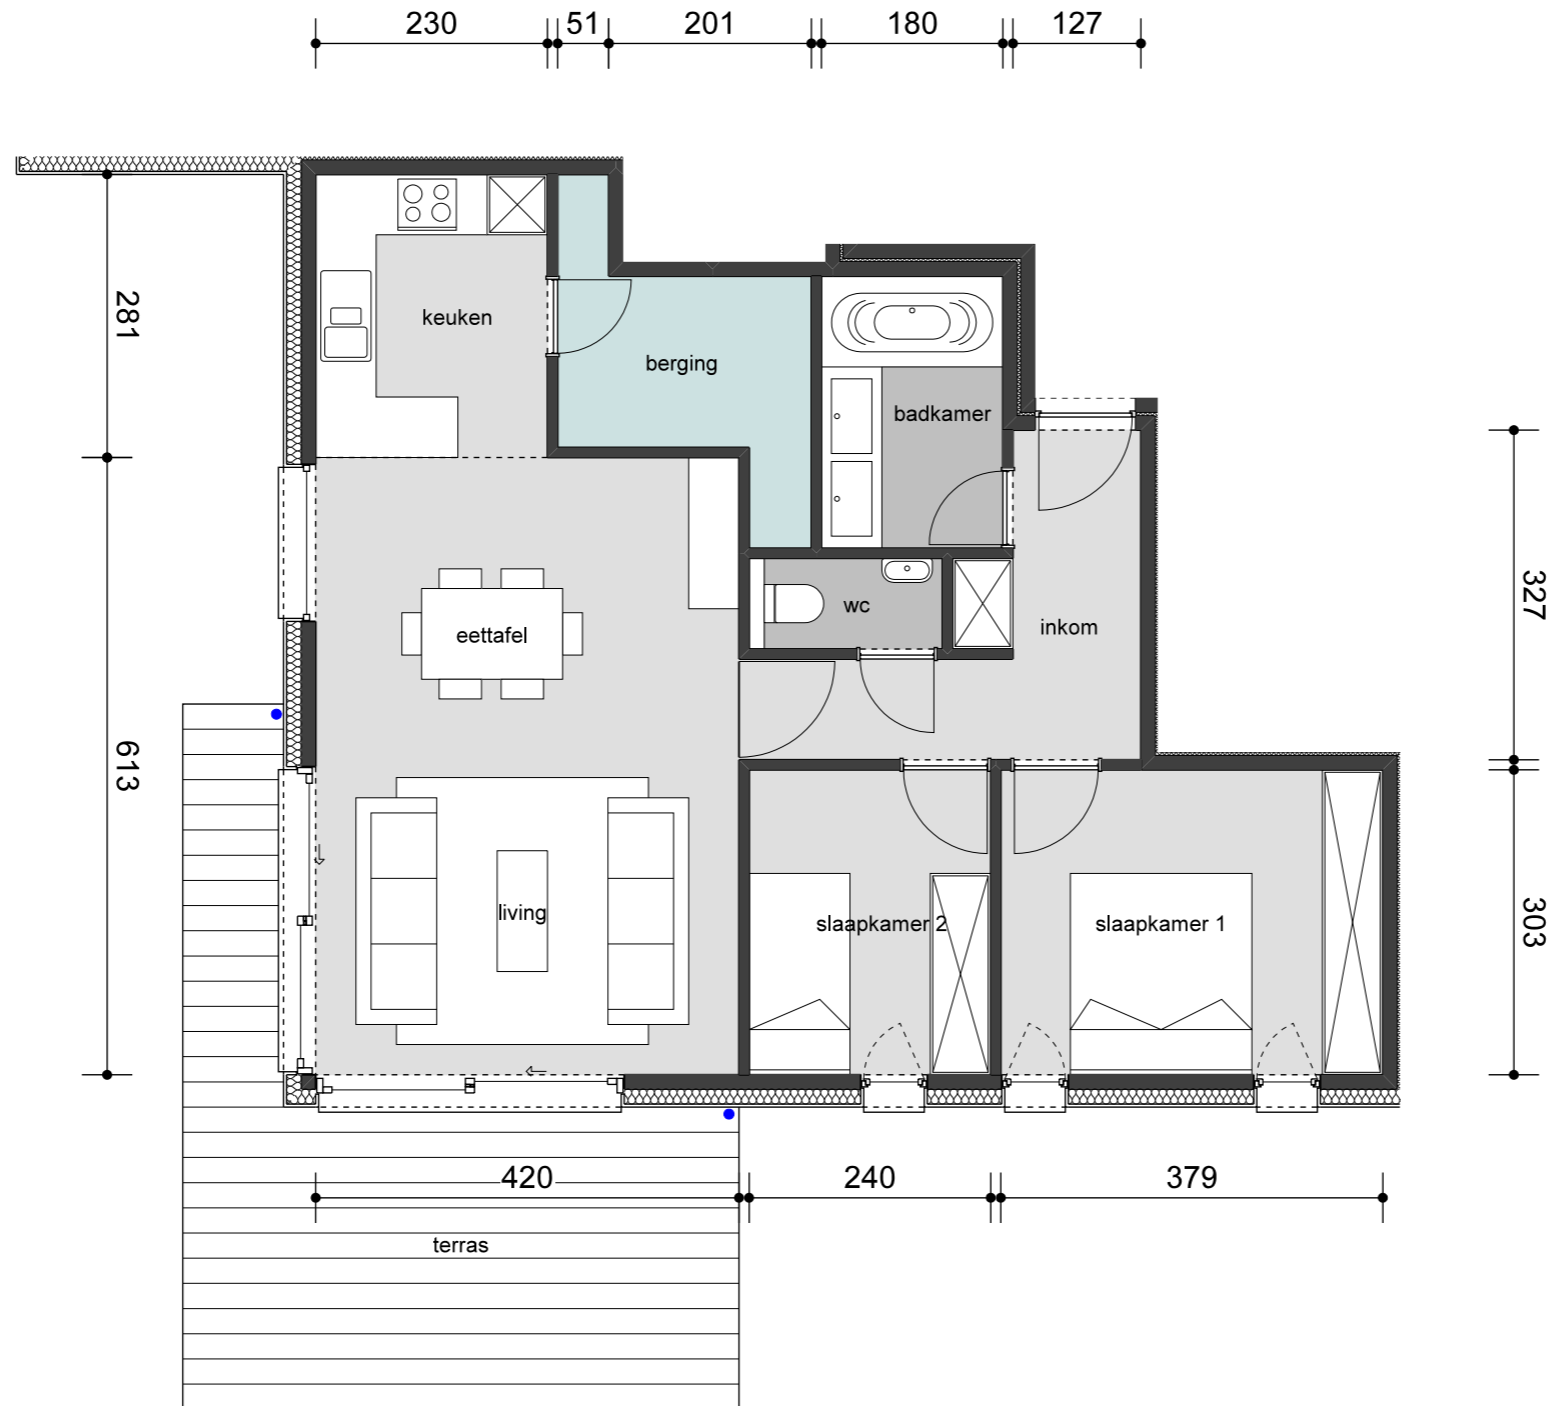 230 51 201 180 127
281
keuken
berging
badkamer
327
wc
inkom
eettafel
613
living
slaapkamer 2
slaapkamer 1
303
420 240 379
terras